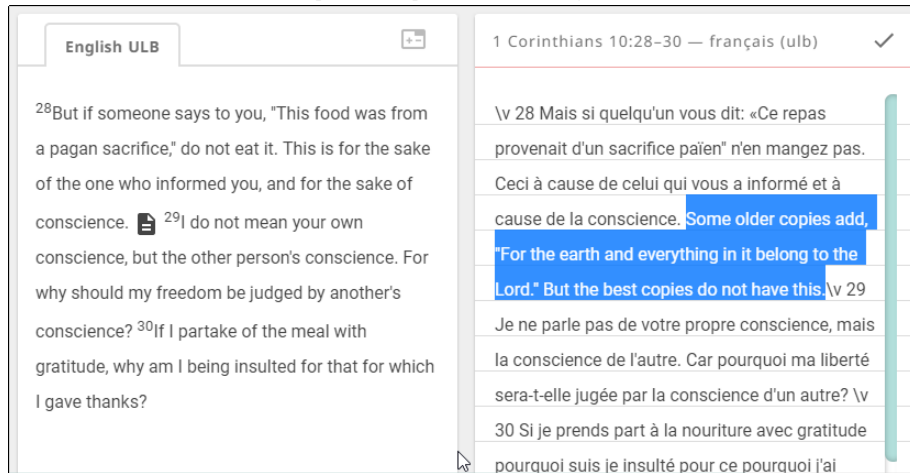 English ULB
28But if someone says to you, "This food was from
a pagan sacrifice," do not eat it. This is for the sake
of the one who informed you, and for the sake of
conscience. 29I do not mean your own
conscience, but the other person's conscience. For
why should my freedom be judged by another's
conscience? 30If I partake of the meal with
gratitude, why am I being insulted for that for which
I gave thanks?
1 Corinthians 10:28–30 — français (ulb)
\v 28 Mais si quelqu'un vous dit: «Ce repas
provenait d'un sacrifice païen" n'en mangez pas.
Ceci à cause de celui qui vous a informé et à
cause de la conscience. Some older copies add,
"For the earth and everything in it belong to the
Lord." But the best copies do not have this.\v 29
Je ne parle pas de votre propre conscience, mais
la conscience de l'autre. Car pourquoi ma liberté
sera-t-elle jugée par la conscience d'un autre? \v
30 Si je prends part à la nouriture avec gratitude
pourquoi suis je insulté pour ce pourquoi j'ai